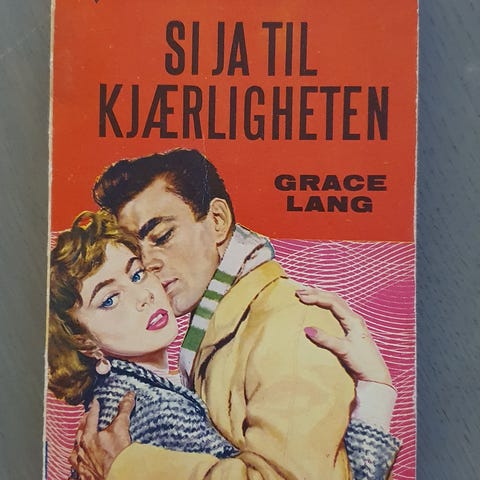 SI JA TIL
KJÆRLIGHETEN
GRACE
LANG